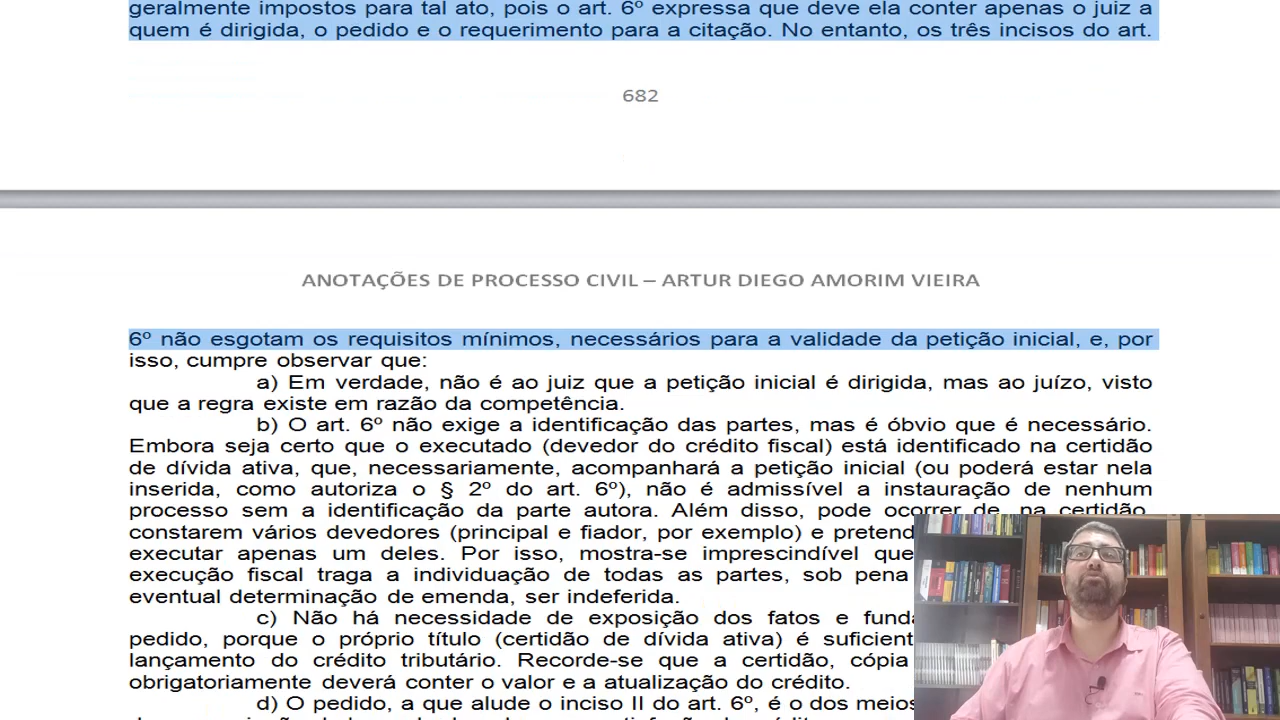 geralmente impostos para tal ato, pois o art. 6º expressa que deve ela conter apenas o juiz a
quem é dirigida, o pedido e o requerimento para a citação. No entanto, os três incisos do art.
682
ANOTAÇÕES DE PROCESSO CIVIL – ARTUR DIEGO AMORIM VIEIRA
6º não esgotam os requisitos mínimos, necessários para a validade da petição inicial, e, por
isso, cumpre observar que:
a) Em verdade, não é ao juiz que a petição inicial é dirigida, mas ao juízo, visto
que a regra existe em razão da competência.
b) O art. 6º não exige a identificação das partes, mas é óbvio que é necessário.
Embora seja certo que o executado (devedor do crédito fiscal) está identificado na certidão
de dívida ativa, que, necessariamente, acompanhará a petição inicial (ou poderá estar nela
inserida, como autoriza o § 2º do art. 6º), não é admissível a instauração de nenhum
processo sem a identificação da parte autora. Além disso, pode ocorrer de, na certidão,
constarem vários devedores (principal e fiador, por exemplo) e pretend
executar apenas um deles. Por isso, mostra-se imprescindível que
execução fiscal traga a individuação de todas as partes, sob pena
eventual determinação de emenda, ser indeferida.
c) Não há necessidade de exposição dos fatos e funda
pedido, porque o próprio título (certidão de dívida ativa) é suficient
lançamento do crédito tributário. Recorde-se que a certidão, cópia
obrigatoriamente deverá conter o valor e a atualização do crédito.
d) O pedido, a que alude o inciso II do art. 6º, é o dos meios